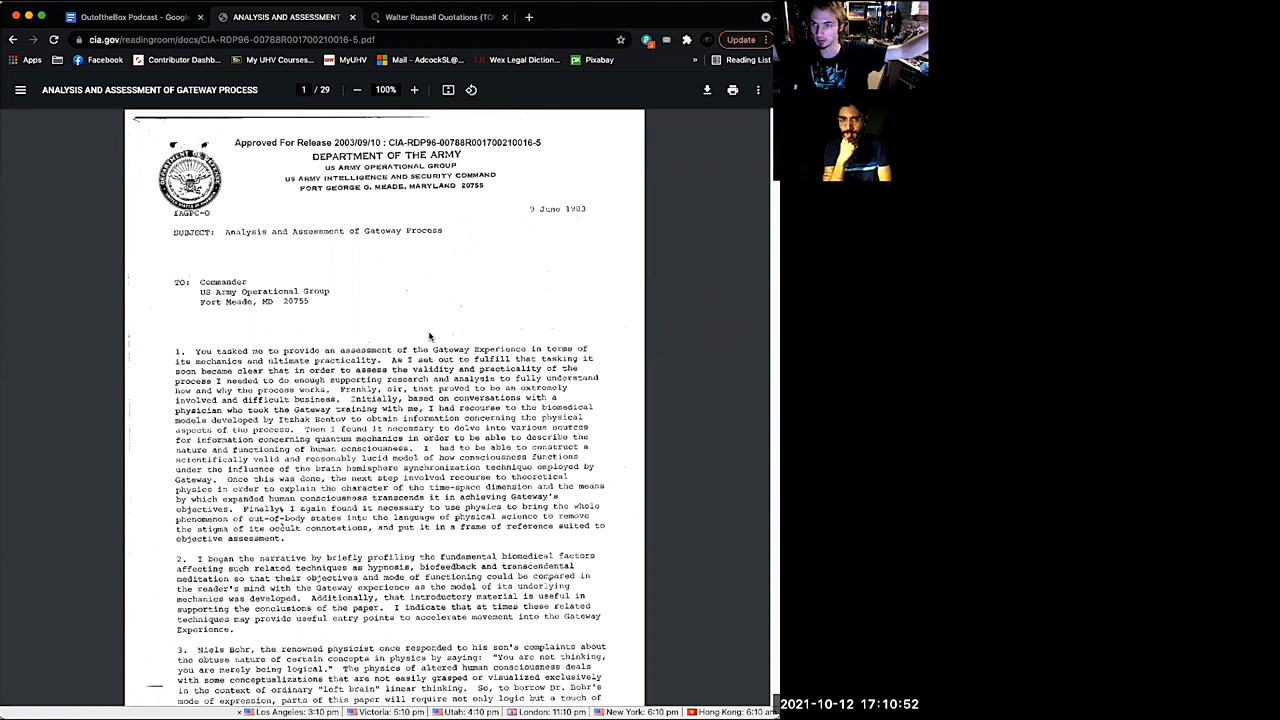 OutoftheBox Podcast - Google
ANALYSIS AND ASSESSMENT
Walter Russell Quotations (TO
cia.gov/readingroom/docs/CIA-RDP96-00788R001700210016-5.pdf
Update
Apps
Facebook
Contributor Dashb...
My UHV Courses...
MyUHV
Mail - AdcockSL@...
Wex Legal Diction...
Pixabay
»
Reading List
ANALYSIS AND ASSESSMENT OF GATEWAY PROCESS
1 / 29
100%
Approved For Release 2003/09/10 : CIA-RDP96-00788R001700210016-5
DEPARTMENT OF THE ARMY
US ARMY OPERATIONAL GROUP
US ARMY INTELLIGENCE AND SECURITY COMMAND
FORT GEORGE G. MEADE, MARYLAND 20755
IAGPC-O
9 June 1983
SUBJECT: Analysis and Assessment of Gateway Process
TO: Commander
US Army Operational Group
Fort Meade, MD 20755
1. You tasked me to provide an assessment of the Gateway Experience in terms of
its mechanics and ultimate practicality. As I set out to fulfill that tasking it
soon became clear that in order to assess the validity and practicality of the
process I needed to do enough supporting research and analysis to fully understand
how and why the process works. Frankly, sir, that proved to be an extremely
involved and difficult business. Initially, based on conversations with a
physician who took the Gateway training with me, I had recourse to the biomedical
models developed by Itzhak Bentov to obtain information concerning the physical
aspects of the process. Then I found it necessary to delve into various sources
for information concerning quantum mechanics in order to be able to describe the
nature and functioning of human consciousness. I had to be able to construct a
scientifically valid and reasonably lucid model of how consciousness functions
under the influence of the brain hemisphere synchronization technique employed by
Gateway. Once this was done, the next step involved recourse to theoretical
physics in order to explain the character of the time-space dimension and the means
by which expanded human consciousness transcends it in achieving Gateway's
objectives. Finally, I again found it necessary to use physics to bring the whole
phenomenon of out-of-body states into the language of physical science to remove
the stigma of its occult connotations, and put it in a frame of reference suited to
objective assessment.
2. I began the narrative by briefly profiling the fundamental biomedical factors
affecting such related techniques as hypnosis, biofeedback and transcendental
meditation so that their objectives and mode of functioning could be compared in
the reader's mind with the Gateway experience as the model of its underlying
mechanics was developed. Additionally, that introductory material is useful in
supporting the conclusions of the paper. I indicate that at times these related
techniques may provide useful entry points to accelerate movement into the Gateway
Experience.
3. Niels Bohr, the renowned physicist once responded to his son's complaints about
the obtuse nature of certain concepts in physics by saying: "You are not thinking,
you are merely being logical." The physics of altered human consciousness deals
with some conceptualizations that are not easily grasped or visualized exclusively
in the context of ordinary "left brain" linear thinking. So, to borrow Dr. Bohr's
mode of expression, parts of this paper will require not only logic but a touch of
Los Angeles: 3:10 pm
Victoria: 5:10 pm
Utah: 4:10 pm
London: 11:10 pm
New York: 6:10 pm
Hong Kong: 6:10 am
2021-10-12 17:10:52